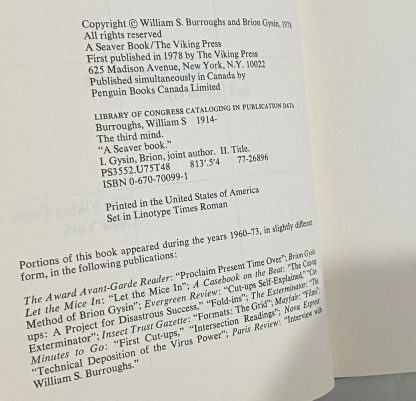 Copyright © William S. Burroughs and Brion Gysin, 1978
All rights reserved
A Seaver Book/The Viking Press
First published in 1978 by The Viking Press
625 Madison Avenue, New York, N.Y. 10022
Published simultaneously in Canada by
Penguin Books Canada Limited
LIBRARY OF CONGRESS CATALOGING IN PUBLICATION DATA
Burroughs, William S 1914-
The third mind.
"A Seaver book."
I. Gysin, Brion, joint author. II. Title.
PS3552.U75T48 813'.5'4 77-26896
ISBN 0-670-70099-1
Printed in the United States of America
Set in Linotype Times Roman
Portions of this book appeared during the years 1960–73, in slightly different
form, in the following publications:
The Award Avant-Garde Reader: "Proclaim Present Time Over"; Brion Gysin
Let the Mice In: "Let the Mice In"; A Casebook on the Beat: "The Cut-up
Method of Brion Gysin"; Evergreen Review: "Cut-ups Self-Explained," "Cut-
ups: A Project for Disastrous Success," "Fold-ins"; The Exterminator: "The
Exterminator"; Insect Trust Gazette: "Formats: The Grid"; Mayfair: "Films";
Minutes to Go: "First Cut-ups," "Intersection Readings"; Nova Express:
"Technical Deposition of the Virus Power"; Paris Review: "Interview with
William S. Burroughs."